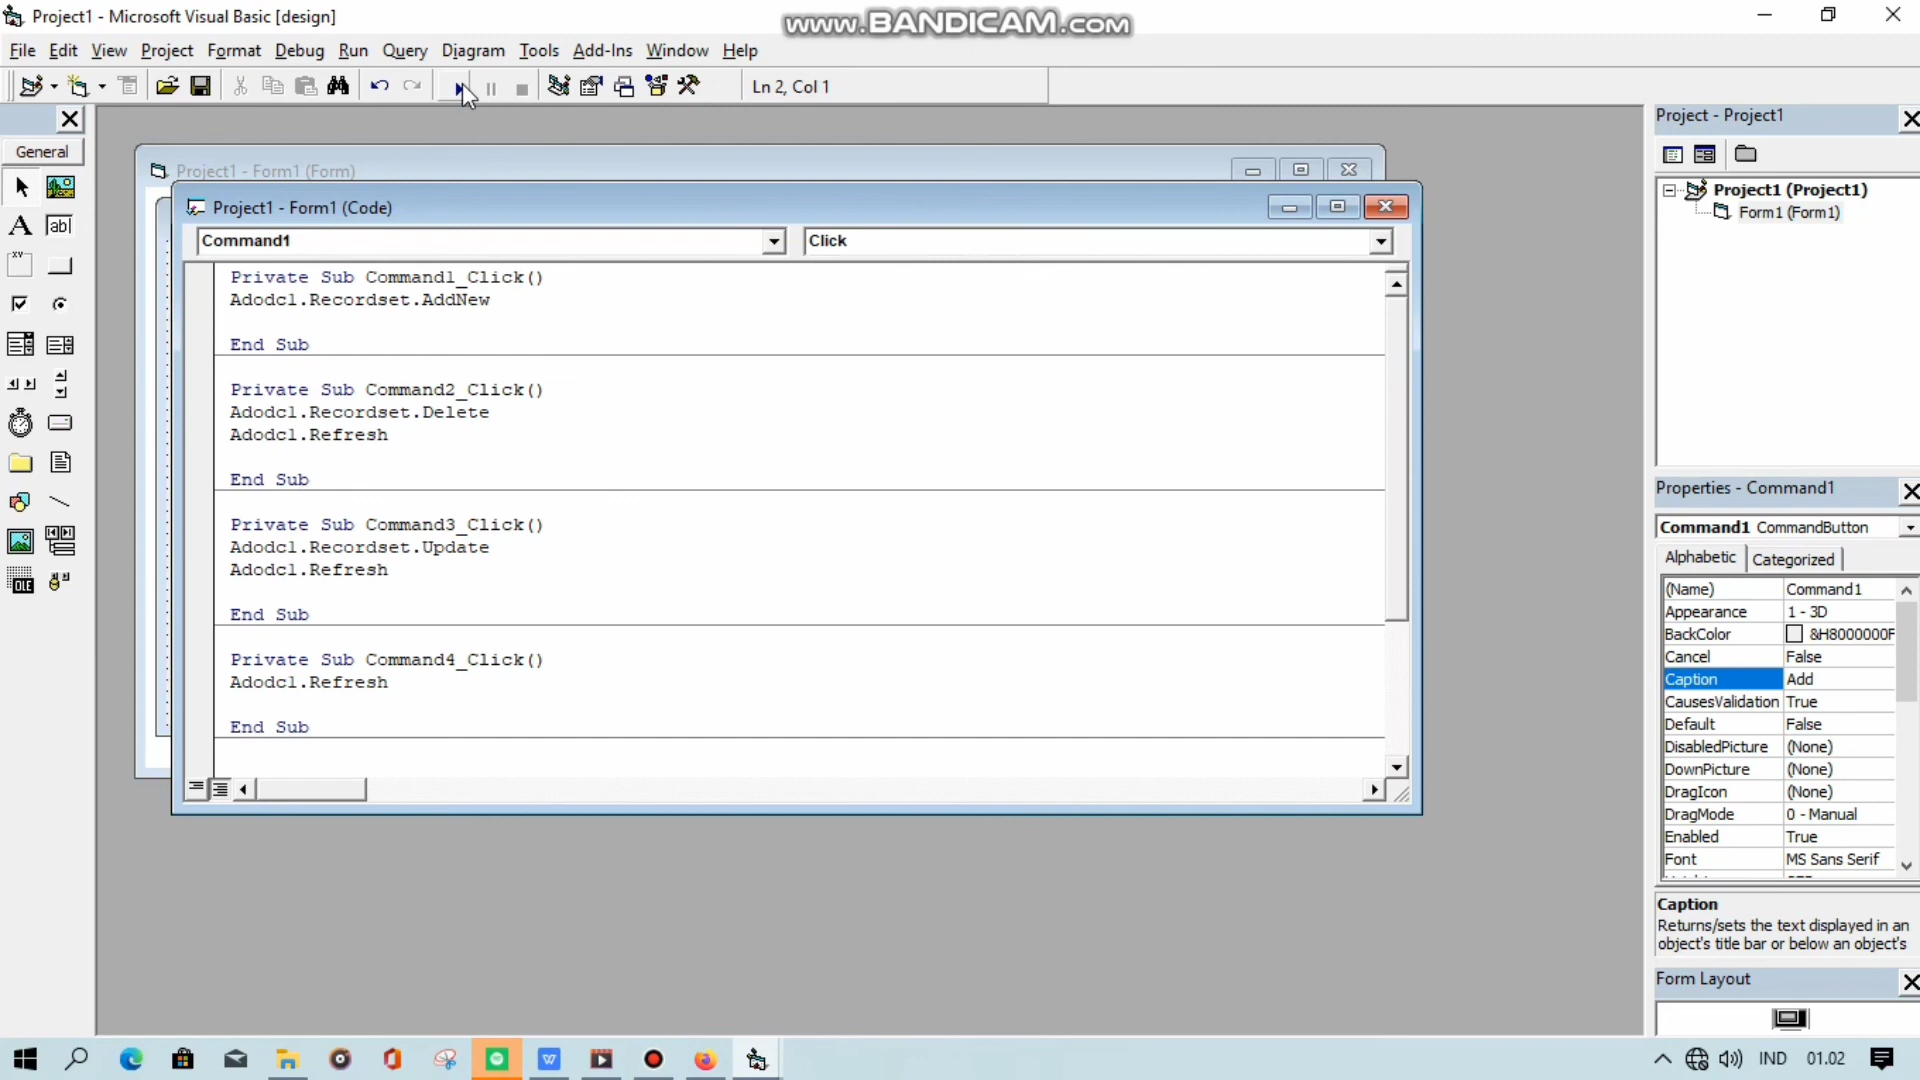 Project1 - Microsoft Visual Basic [design]
www.BANDICAM.com
File Edit View Project Format Debug Run Query Diagram Tools Add-Ins Window Help
Ln 2, Col 1
General
Project1 - Form1 (Form)
Project1 - Form1 (Code)
Command1
Click
Private Sub Command1_Click()
Adodc1.Recordset.AddNew
End Sub
Private Sub Command2_Click()
Adodc1.Recordset.Delete
Adodc1.Refresh
End Sub
Private Sub Command3_Click()
Adodc1.Recordset.Update
Adodc1.Refresh
End Sub
Private Sub Command4_Click()
Adodc1.Refresh
End Sub
A
ab|
XY
OLE
Project - Project1
Project1 (Project1)
Form1 (Form1)
Properties - Command1
Command1 CommandButton
Alphabetic Categorized
(Name) Command1
Appearance 1 - 3D
BackColor &H8000000F
Cancel False
Caption Add
CausesValidation True
Default False
DisabledPicture (None)
DownPicture (None)
DragIcon (None)
DragMode 0 - Manual
Enabled True
Font MS Sans Serif
Caption
Returns/sets the text displayed in an
object's title bar or below an object's
Form Layout
W
IND 01.02